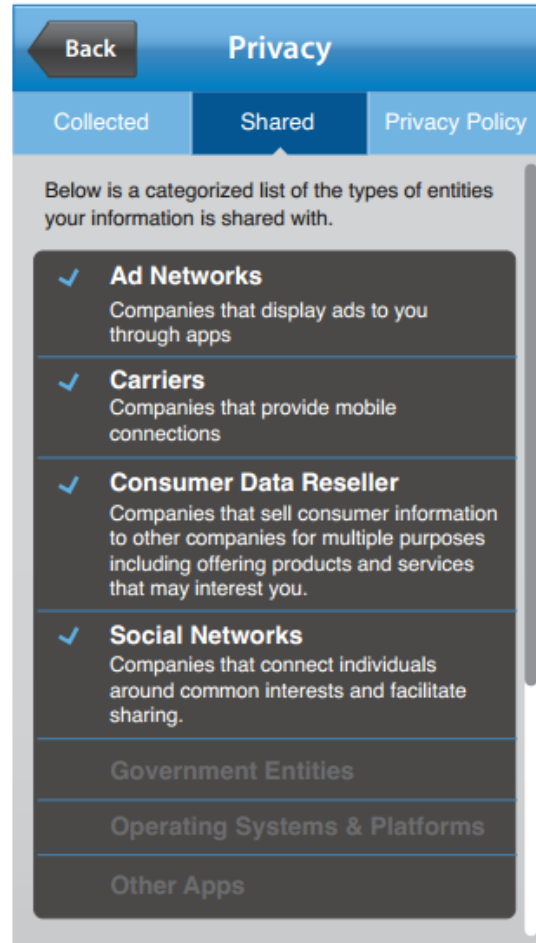 Back
Privacy
Collected
Shared
Privacy Policy
Below is a categorized list of the types of entities
your information is shared with.
Ad Networks
Companies that display ads to you
through apps
Carriers
Companies that provide mobile
connections
Consumer Data Reseller
Companies that sell consumer information
to other companies for multiple purposes
including offering products and services
that may interest you.
Social Networks
Companies that connect individuals
around common interests and facilitate
sharing.
Government Entities
Operating Systems & Platforms
Other Apps